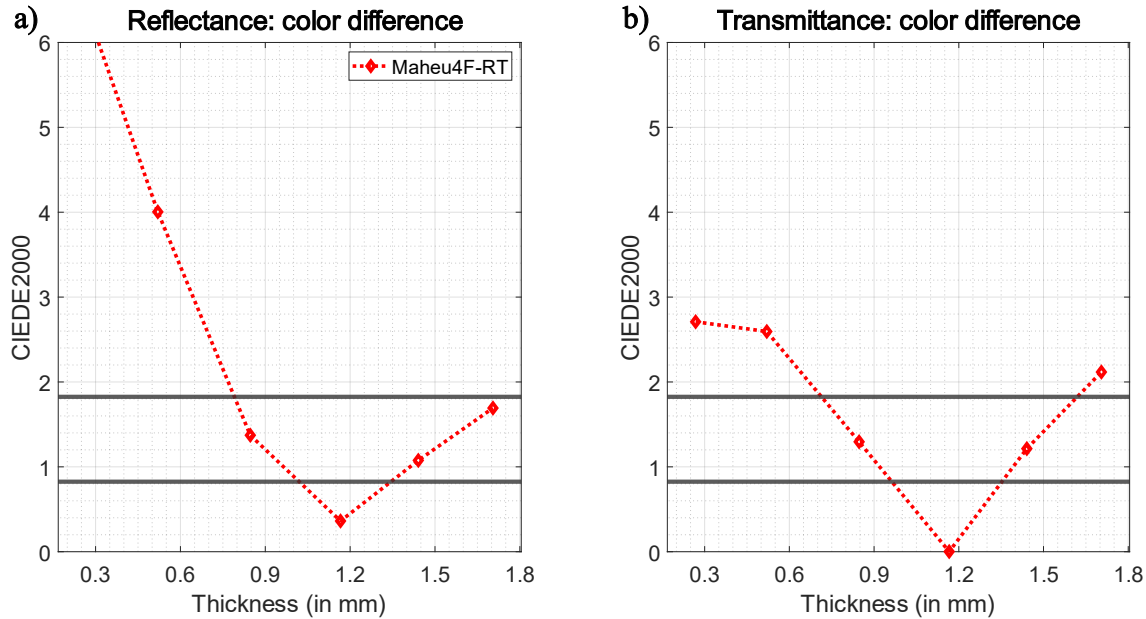 a)
Reflectance: color difference
6
5
4
3
2
1
0
CIEDE2000
Maheu4F-RT
0.3 0.6 0.9 1.2 1.5 1.8
Thickness (in mm)
b)
Transmittance: color difference
6
5
4
3
2
1
0
CIEDE2000
0.3 0.6 0.9 1.2 1.5 1.8
Thickness (in mm)